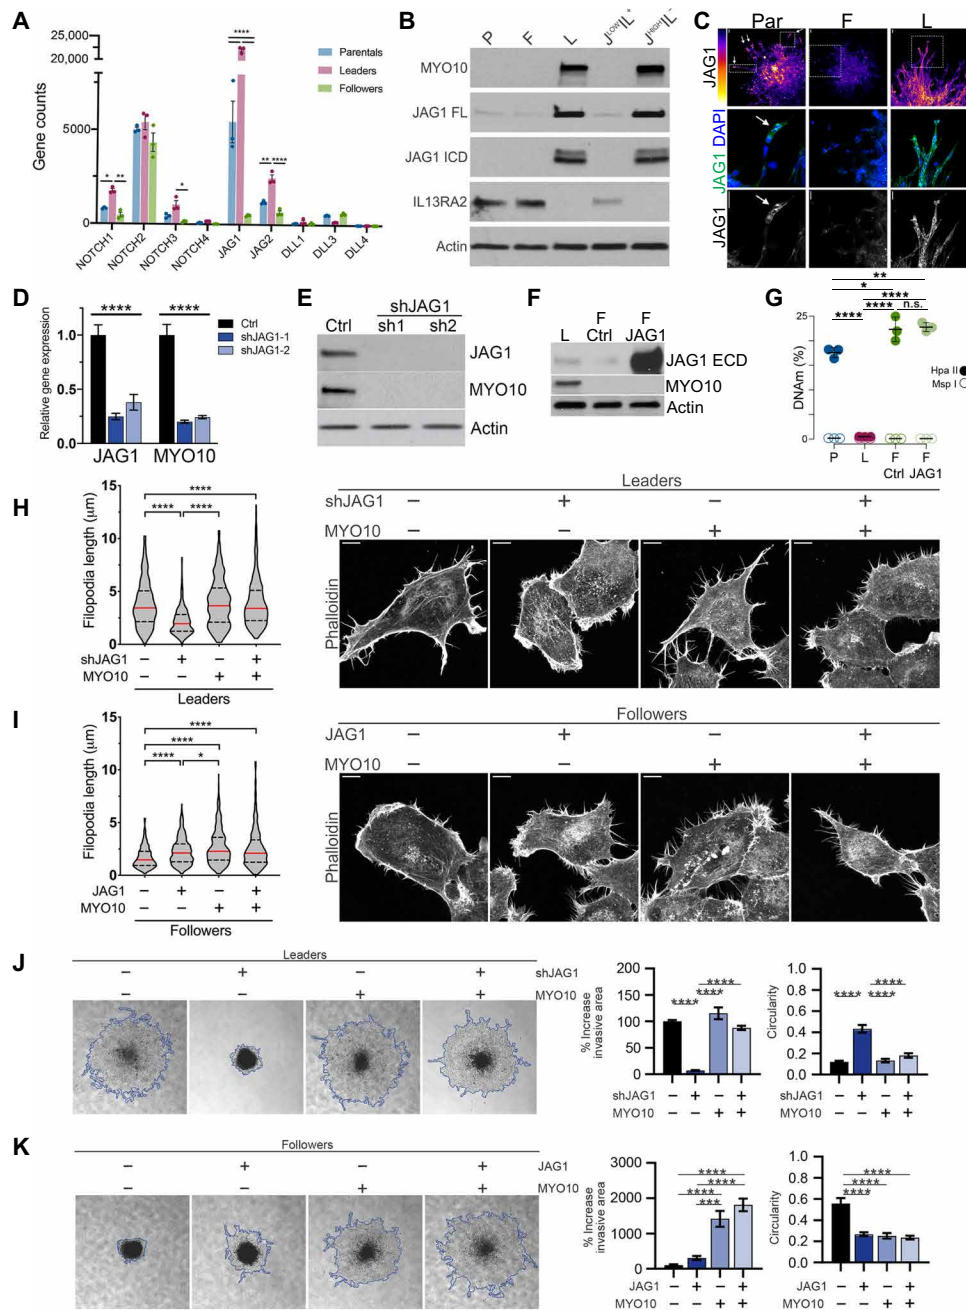 A
25,000
20,000
5000
0
Gene counts
****
* ** * ** ****
Parentals
Leaders
Followers
NOTCH1 NOTCH2 NOTCH3 NOTCH4 JAG1 JAG2 DLL1 DLL3 DLL4
B
P F L J^LOW IL^+ J^HIGH IL^-
MYO10
JAG1 FL
JAG1 ICD
IL13RA2
Actin
C
Par F L
JAG1
JAG1 DAPI
JAG1
D
**** ****
Relative gene expression
1.0
0.5
0.0
Ctrl
shJAG1-1
shJAG1-2
JAG1 MYO10
E
shJAG1
Ctrl sh1 sh2
JAG1
MYO10
Actin
F
L F Ctrl F JAG1
JAG1 ECD
MYO10
Actin
G
**
*
****
**** **** n.s.
DNAm (%)
25
0
Hpa II
Msp I
P L F Ctrl F JAG1
H
Filopodia length (μm)
15
10
5
0
****
**** ****
shJAG1 – + – +
MYO10 – – + +
Leaders
Leaders
shJAG1 – + – +
MYO10 – – + +
Phalloidin
I
Filopodia length (μm)
15
10
5
0
****
****
**** *
JAG1 – + – +
MYO10 – – + +
Followers
Followers
JAG1 – + – +
MYO10 – – + +
Phalloidin
J
Leaders
– + – + shJAG1
– – + + MYO10
% Increase
invasive area
200
150
100
50
0
****
**** ****
shJAG1 – + – +
MYO10 – – + +
Circularity
1.0
0.8
0.6
0.4
0.2
0.0
****
**** ****
shJAG1 – + – +
MYO10 – – + +
K
Followers
– + – + JAG1
– – + + MYO10
% Increase
invasive area
3000
2000
1000
0
****
****
****
***
JAG1 – + – +
MYO10 – – + +
Circularity
1.0
0.8
0.6
0.4
0.2
0.0
****
****
****
JAG1 – + – +
MYO10 – – + +